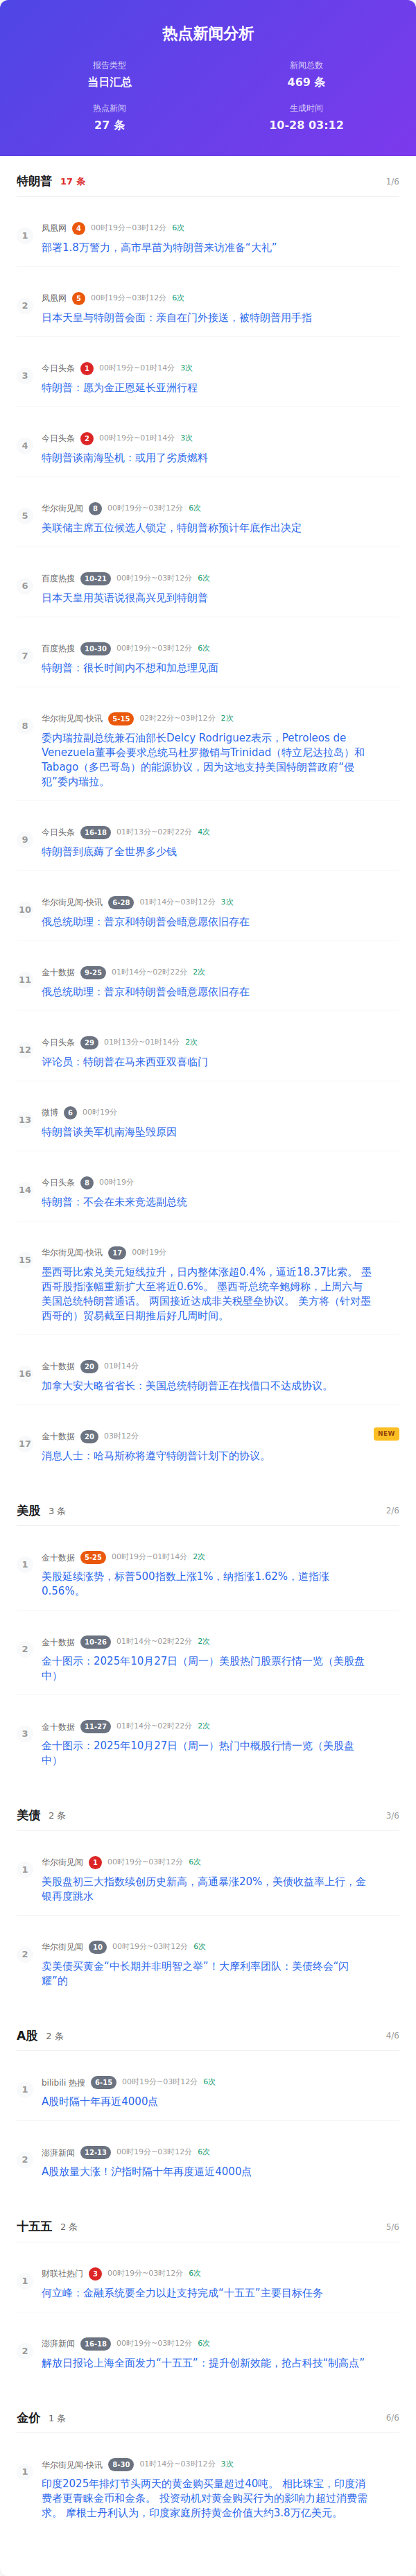 热点新闻分析
报告类型
当日汇总
新闻总数
469 条
热点新闻
27 条
生成时间
10-28 03:12
特朗普 17 条 1/6
1
凤凰网 4 00时19分~03时12分 6次
部署1.8万警力，高市早苗为特朗普来访准备“大礼”
2
凤凰网 5 00时19分~03时12分 6次
日本天皇与特朗普会面：亲自在门外接送，被特朗普用手指
3
今日头条 1 00时19分~01时14分 3次
特朗普：愿为金正恩延长亚洲行程
4
今日头条 2 00时19分~01时14分 3次
特朗普谈南海坠机：或用了劣质燃料
5
华尔街见闻 8 00时19分~03时12分 6次
美联储主席五位候选人锁定，特朗普称预计年底作出决定
6
百度热搜 10-21 00时19分~03时12分 6次
日本天皇用英语说很高兴见到特朗普
7
百度热搜 10-30 00时19分~03时12分 6次
特朗普：很长时间内不想和加总理见面
8
华尔街见闻-快讯 5-15 02时22分~03时12分 2次
委内瑞拉副总统兼石油部长Delcy Rodriguez表示，Petroleos de
Venezuela董事会要求总统马杜罗撤销与Trinidad（特立尼达拉岛）和
Tabago（多巴哥岛）的能源协议，因为这地支持美国特朗普政府“侵
犯”委内瑞拉。
9
今日头条 16-18 01时13分~02时22分 4次
特朗普到底薅了全世界多少钱
10
华尔街见闻-快讯 6-28 01时14分~03时12分 3次
俄总统助理：普京和特朗普会晤意愿依旧存在
11
金十数据 9-25 01时14分~02时22分 2次
俄总统助理：普京和特朗普会晤意愿依旧存在
12
今日头条 29 01时13分~01时14分 2次
评论员：特朗普在马来西亚双喜临门
13
微博 6 00时19分
特朗普谈美军机南海坠毁原因
14
今日头条 8 00时19分
特朗普：不会在未来竞选副总统
15
华尔街见闻-快讯 17 00时19分
墨西哥比索兑美元短线拉升，日内整体涨超0.4%，逼近18.37比索。 墨
西哥股指涨幅重新扩大至将近0.6%。 墨西哥总统辛鲍姆称，上周六与
美国总统特朗普通话。 两国接近达成非关税壁垒协议。 美方将（针对墨
西哥的）贸易截至日期推后好几周时间。
16
金十数据 20 01时14分
加拿大安大略省省长：美国总统特朗普正在找借口不达成协议。
17
金十数据 20 03时12分
NEW
消息人士：哈马斯称将遵守特朗普计划下的协议。
美股 3 条 2/6
1
金十数据 5-25 00时19分~01时14分 2次
美股延续涨势，标普500指数上涨1%，纳指涨1.62%，道指涨
0.56%。
2
金十数据 10-26 01时14分~02时22分 2次
金十图示：2025年10月27日（周一）美股热门股票行情一览（美股盘
中）
3
金十数据 11-27 01时14分~02时22分 2次
金十图示：2025年10月27日（周一）热门中概股行情一览（美股盘
中）
美债 2 条 3/6
1
华尔街见闻 1 00时19分~03时12分 6次
美股盘初三大指数续创历史新高，高通暴涨20%，美债收益率上行，金
银再度跳水
2
华尔街见闻 10 00时19分~03时12分 6次
卖美债买黄金“中长期并非明智之举”！大摩利率团队：美债终会“闪
耀”的
A股 2 条 4/6
1
bilibili 热搜 6-15 00时19分~03时12分 6次
A股时隔十年再近4000点
2
澎湃新闻 12-13 00时19分~03时12分 6次
A股放量大涨！沪指时隔十年再度逼近4000点
十五五 2 条 5/6
1
财联社热门 3 00时19分~03时12分 6次
何立峰：金融系统要全力以赴支持完成“十五五”主要目标任务
2
澎湃新闻 16-18 00时19分~03时12分 6次
解放日报论上海全面发力“十五五”：提升创新效能，抢占科技“制高点”
金价 1 条 6/6
1
华尔街见闻-快讯 8-30 01时14分~03时12分 3次
印度2025年排灯节头两天的黄金购买量超过40吨。 相比珠宝，印度消
费者更青睐金币和金条。 投资动机对黄金购买行为的影响力超过消费需
求。 摩根士丹利认为，印度家庭所持黄金价值大约3.8万亿美元。